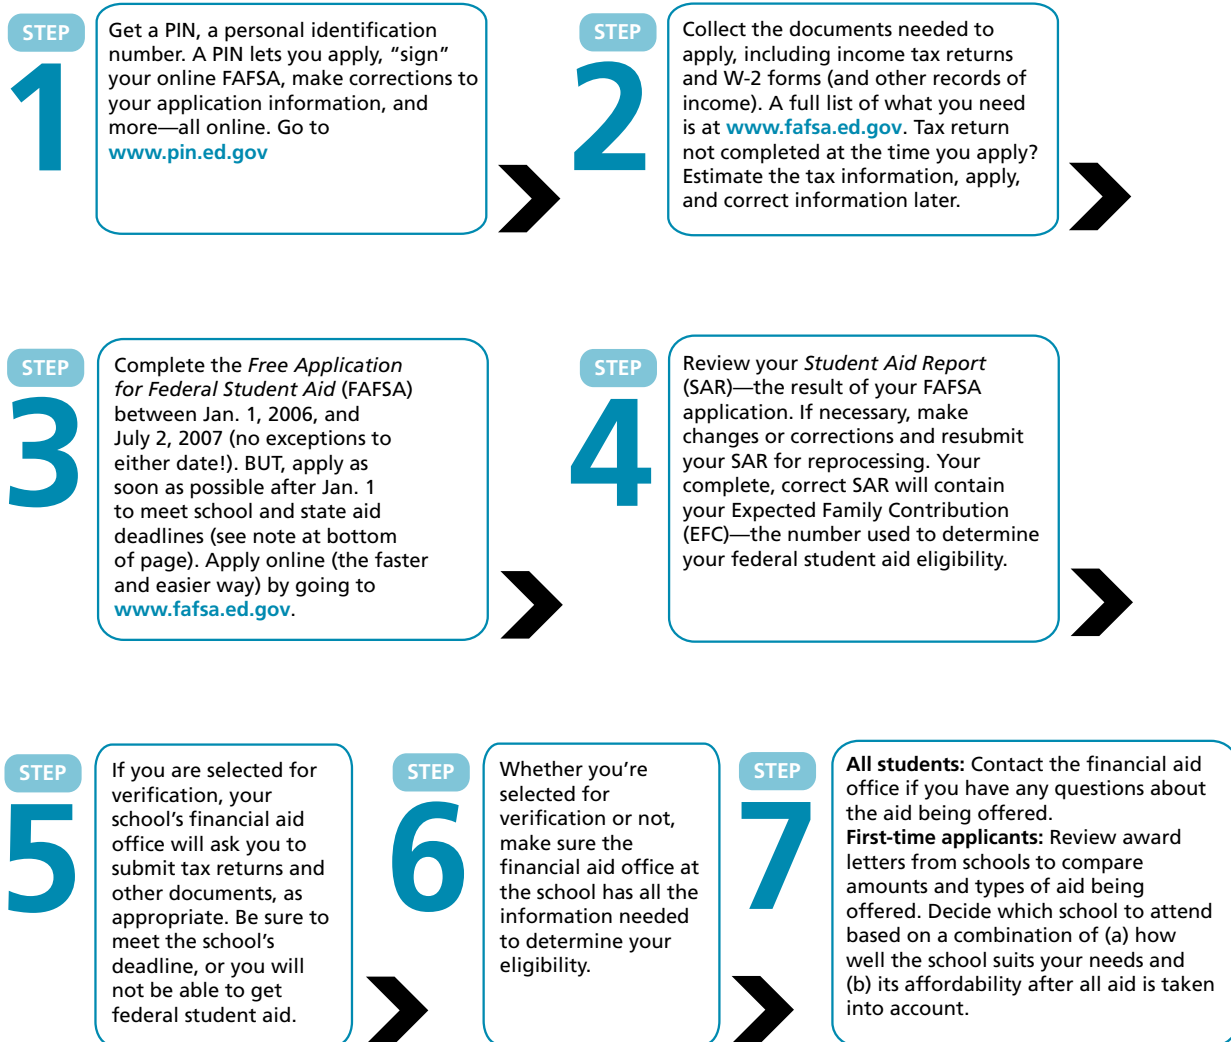 STEP
1
Get a PIN, a personal identification
number. A PIN lets you apply, “sign”
your online FAFSA, make corrections to
your application information, and
more—all online. Go to
www.pin.ed.gov
STEP
2
Collect the documents needed to
apply, including income tax returns
and W-2 forms (and other records of
income). A full list of what you need
is at www.fafsa.ed.gov. Tax return
not completed at the time you apply?
Estimate the tax information, apply,
and correct information later.
STEP
3
Complete the Free Application
for Federal Student Aid (FAFSA)
between Jan. 1, 2006, and
July 2, 2007 (no exceptions to
either date!). BUT, apply as
soon as possible after Jan. 1
to meet school and state aid
deadlines (see note at bottom
of page). Apply online (the faster
and easier way) by going to
www.fafsa.ed.gov.
STEP
4
Review your Student Aid Report
(SAR)—the result of your FAFSA
application. If necessary, make
changes or corrections and resubmit
your SAR for reprocessing. Your
complete, correct SAR will contain
your Expected Family Contribution
(EFC)—the number used to determine
your federal student aid eligibility.
STEP
5
If you are selected for
verification, your
school’s financial aid
office will ask you to
submit tax returns and
other documents, as
appropriate. Be sure to
meet the school’s
deadline, or you will
not be able to get
federal student aid.
STEP
6
Whether you’re
selected for
verification or not,
make sure the
financial aid office at
the school has all the
information needed
to determine your
eligibility.
STEP
7
All students: Contact the financial aid
office if you have any questions about
the aid being offered.
First-time applicants: Review award
letters from schools to compare
amounts and types of aid being
offered. Decide which school to attend
based on a combination of (a) how
well the school suits your needs and
(b) its affordability after all aid is taken
into account.